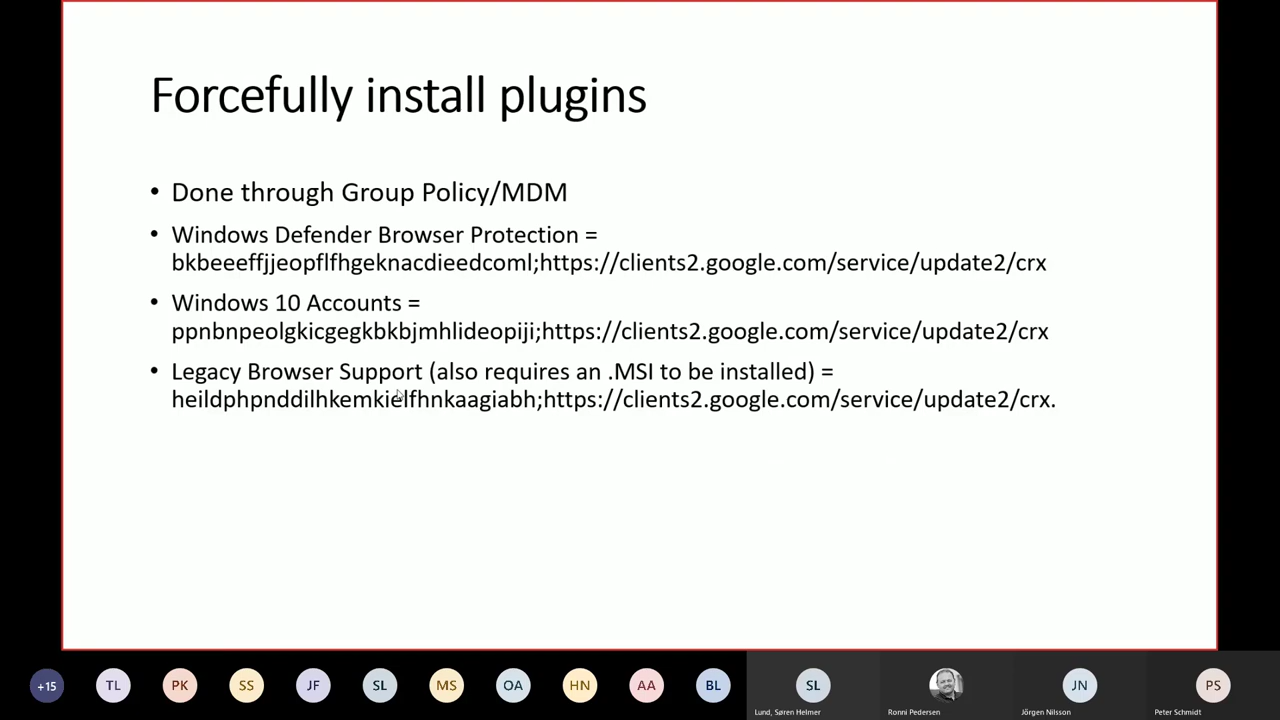 Forcefully install plugins
• Done through Group Policy/MDM
• Windows Defender Browser Protection =
bkbeeeffjjeopflfhgeknacdieedcoml;https://clients2.google.com/service/update2/crx
• Windows 10 Accounts =
ppnbnpeolgkicgegkbkbjmhlideopiji;https://clients2.google.com/service/update2/crx
• Legacy Browser Support (also requires an .MSI to be installed) =
heildphpnddilhkemkielfhnkaagiabh;https://clients2.google.com/service/update2/crx.
+15 TL PK SS JF SL MS OA HN AA BL SL JN PS
Lund, Søren Helmer Ronni Pedersen Jörgen Nilsson Peter Schmidt